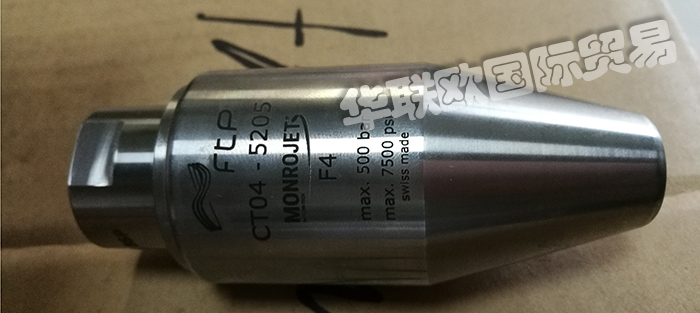 华联欧国际贸易
FtP
CT04 - 5205
MONROJET
F4
max. 500 ba
max. 7500 psi
swiss made